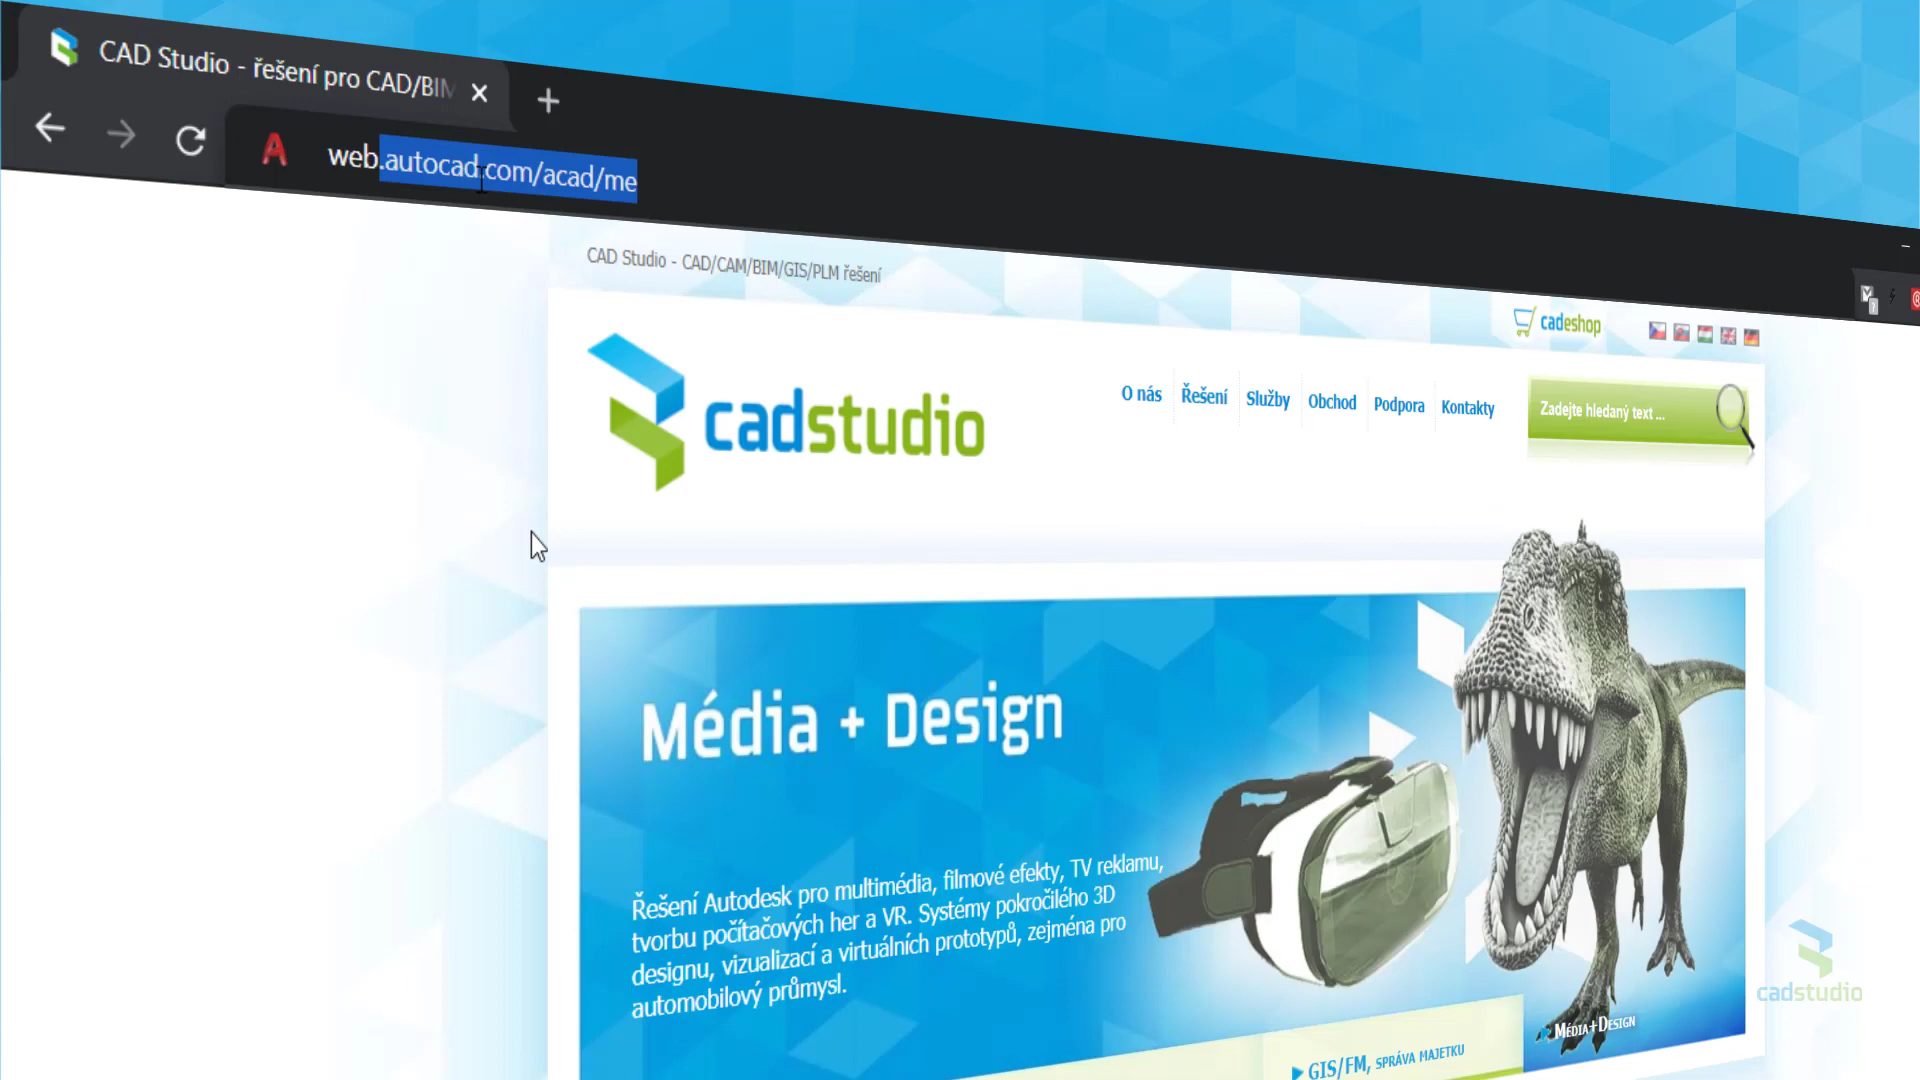 CAD Studio - řešení pro CAD/BIM
web.autocad.com/acad/me
CAD Studio - CAD/CAM/BIM/GIS/PLM řešení
cadeshop
cadstudio
O nás
Řešení
Služby
Obchod
Podpora
Kontakty
Zadejte hledaný text ...
Média + Design
Řešení Autodesk pro multimédia, filmové efekty, TV reklamu,
tvorbu počítačových her a VR. Systémy pokročilého 3D
designu, vizualizací a virtuálních prototypů, zejména pro
automobilový průmysl.
cadstudio
Média+Design
GIS/FM, správa majetku